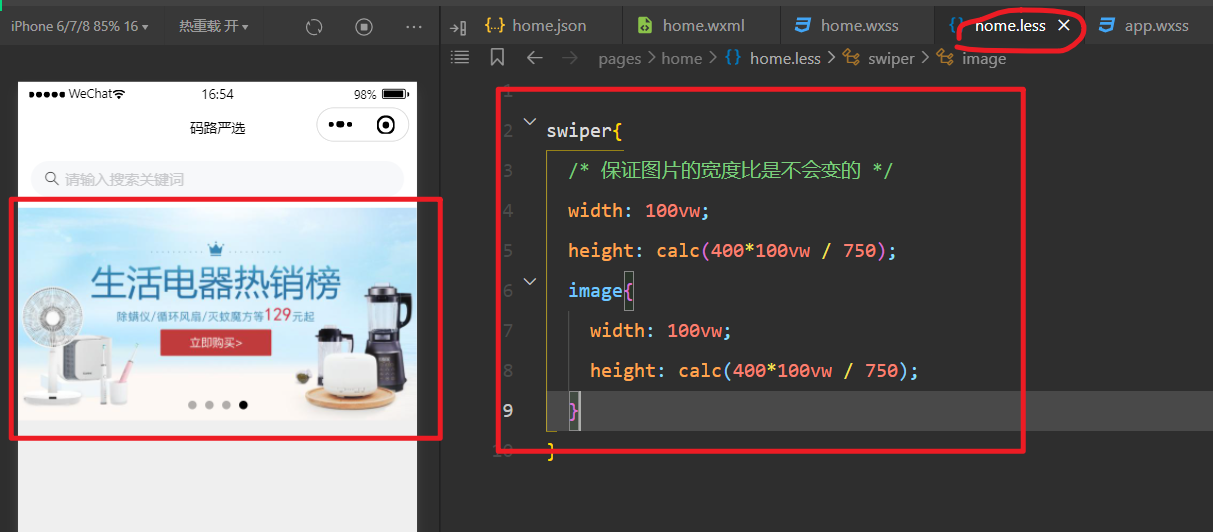 iPhone 6/7/8 85% 16 热重载 开
home.json home.wxml home.wxss home.less app.wxss
pages home home.less swiper image
WeChat 16:54 98%
码路严选
请输入搜索关键词
生活电器热销榜
除螨仪/循环风扇/灭蚊魔方等129元起
立即购买>
1
2 swiper{
3 /* 保证图片的宽度比是不会变的 */
4 width: 100vw;
5 height: calc(400*100vw / 750);
6 image{
7 width: 100vw;
8 height: calc(400*100vw / 750);
9 }
10 }